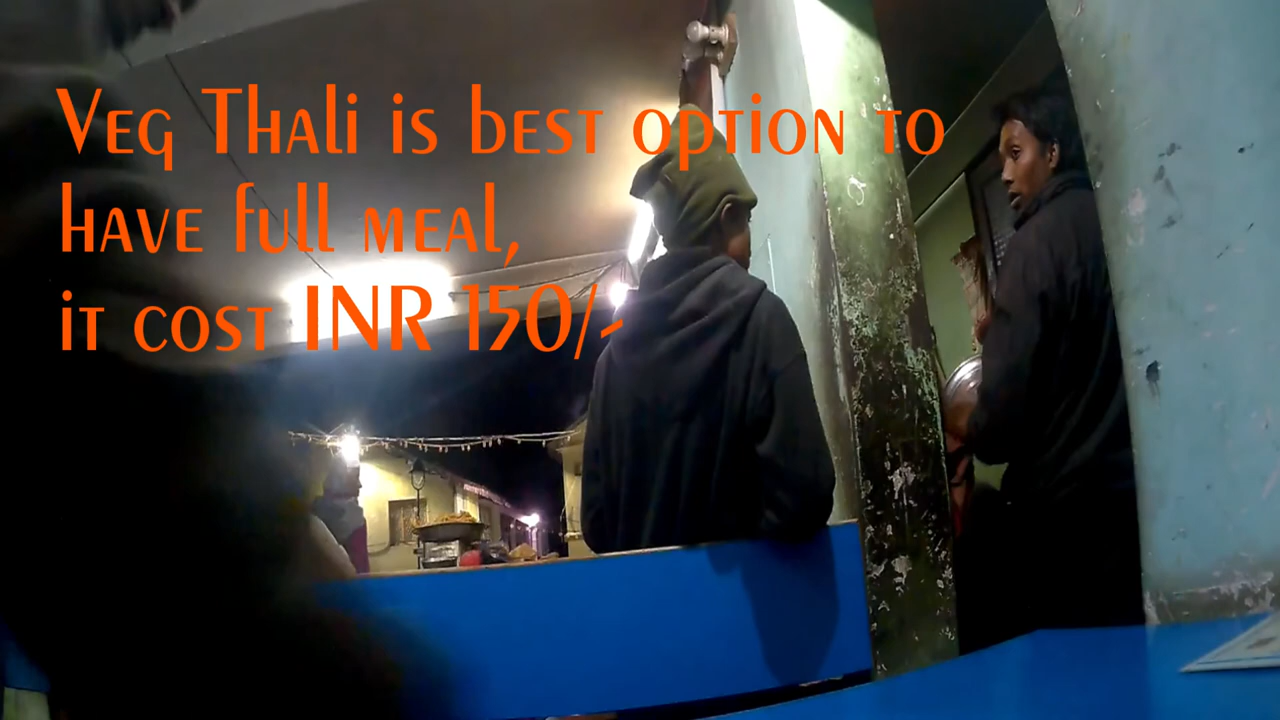 Veg Thali is best option to
have full meal,
it cost INR 150/-